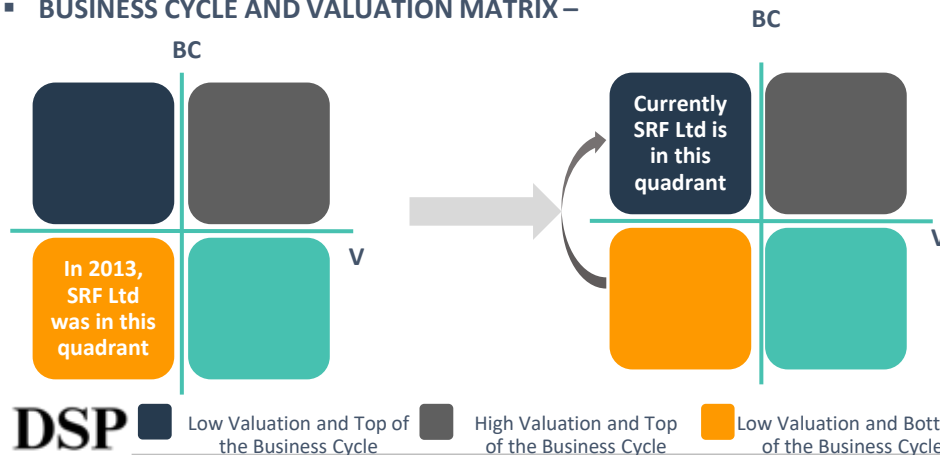 ▪ BUSINESS CYCLE AND VALUATION MATRIX –
BC
BC
Currently
SRF Ltd is
in this
quadrant
V
V
In 2013,
SRF Ltd
was in this
quadrant
DSP
Low Valuation and Top of
the Business Cycle
High Valuation and Top
of the Business Cycle
Low Valuation and Bott
of the Business Cycle